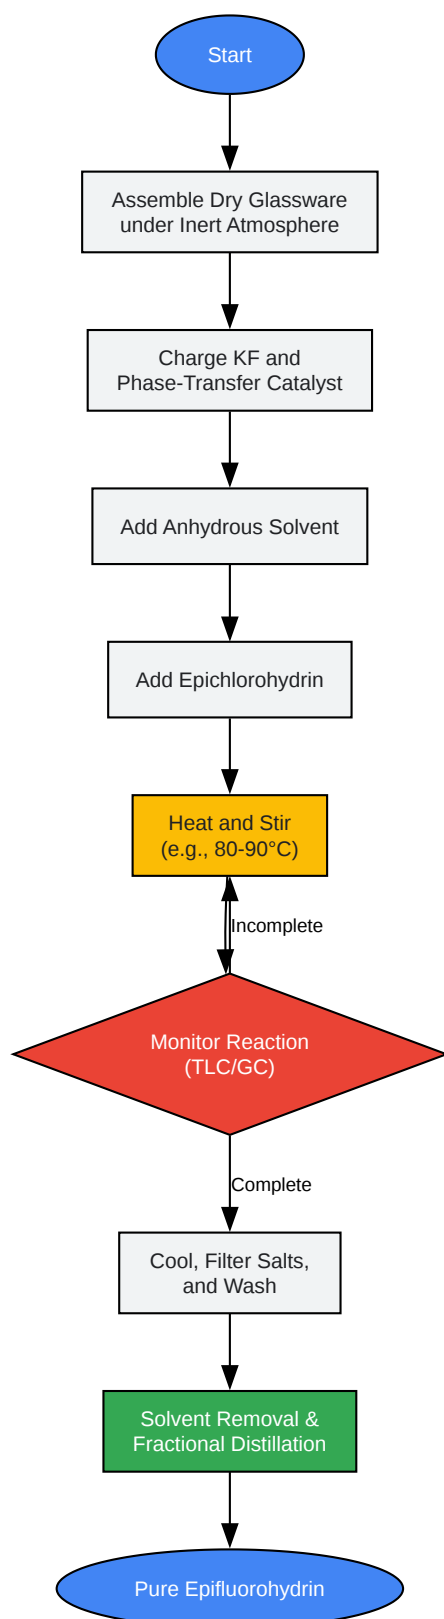 Start
Assemble Dry Glassware
under Inert Atmosphere
Charge KF and
Phase-Transfer Catalyst
Add Anhydrous Solvent
Add Epichlorohydrin
Heat and Stir
(e.g., 80-90°C)
Incomplete
Monitor Reaction
(TLC/GC)
Complete
Cool, Filter Salts,
and Wash
Solvent Removal &
Fractional Distillation
Pure Epifluorohydrin